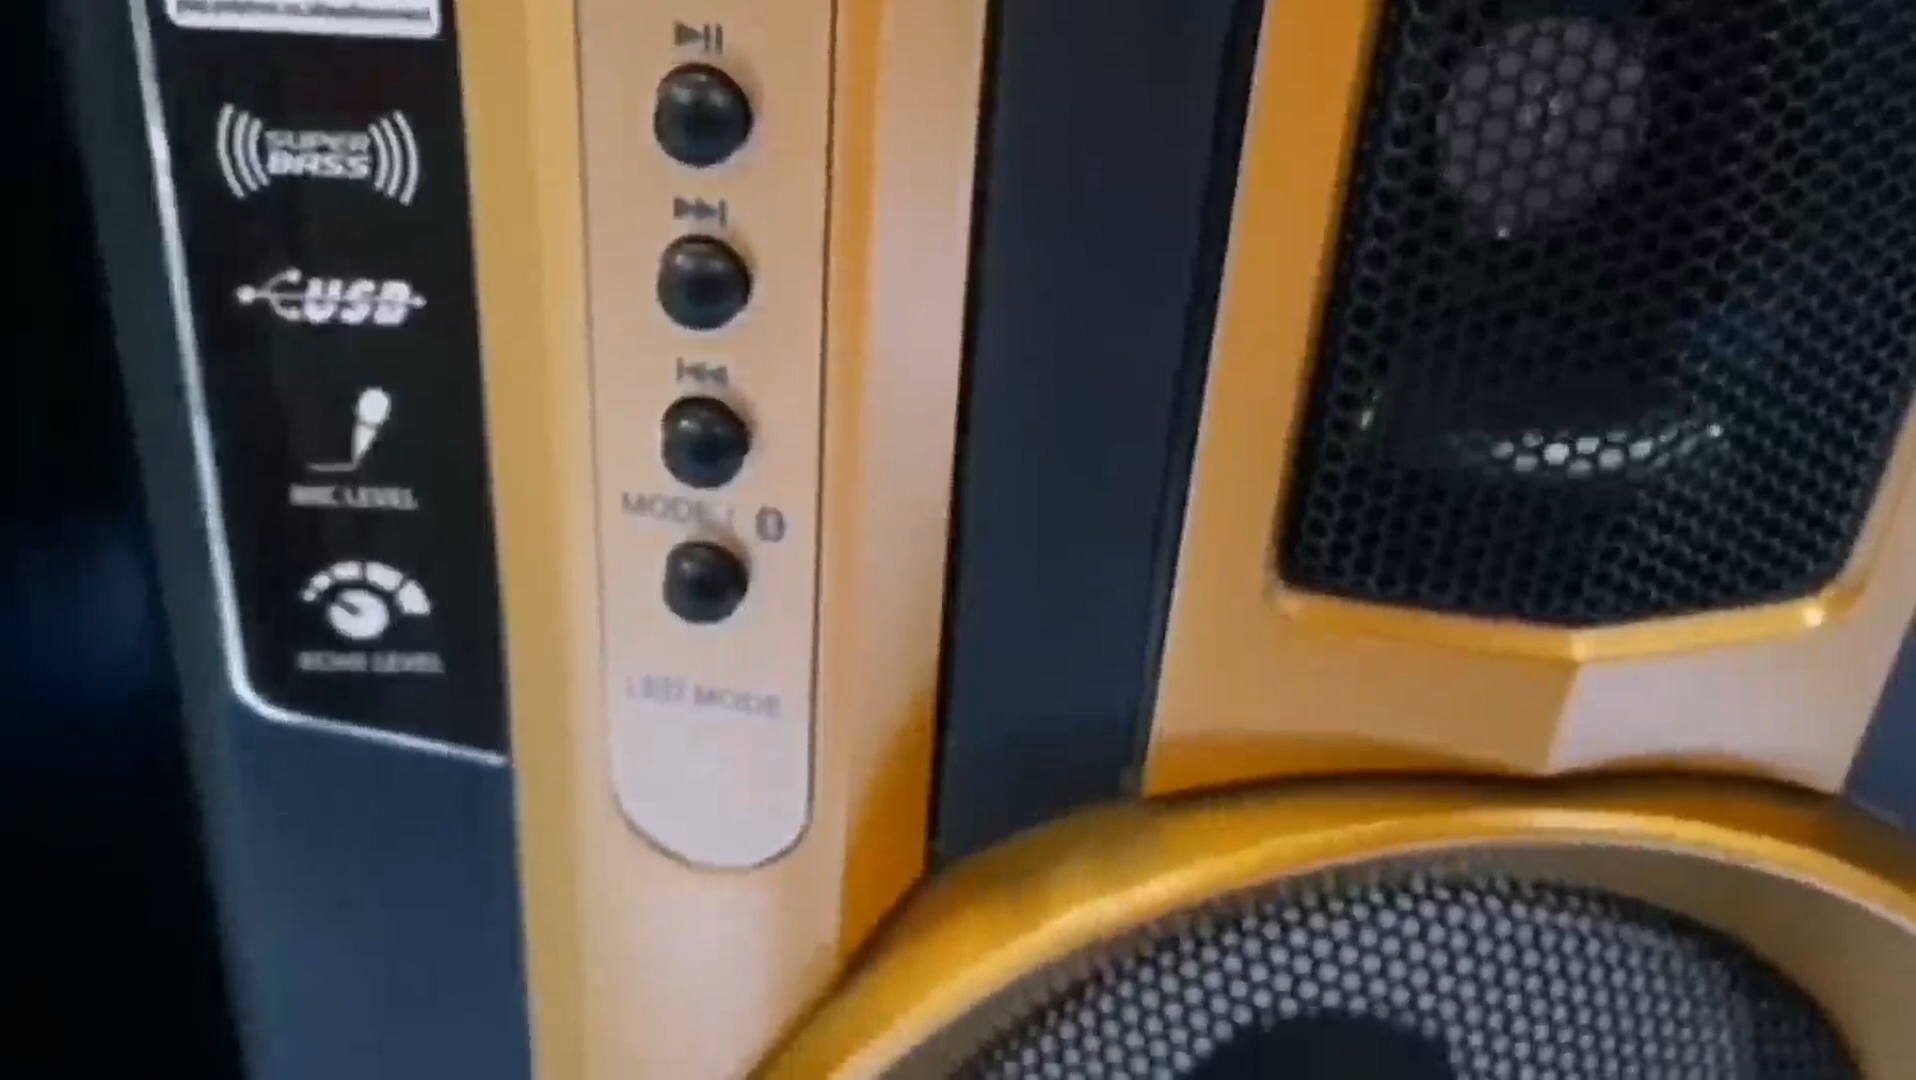 SUPER
BASS
USB
MIC LEVEL
ECHO LEVEL
MODE /
LED MODE